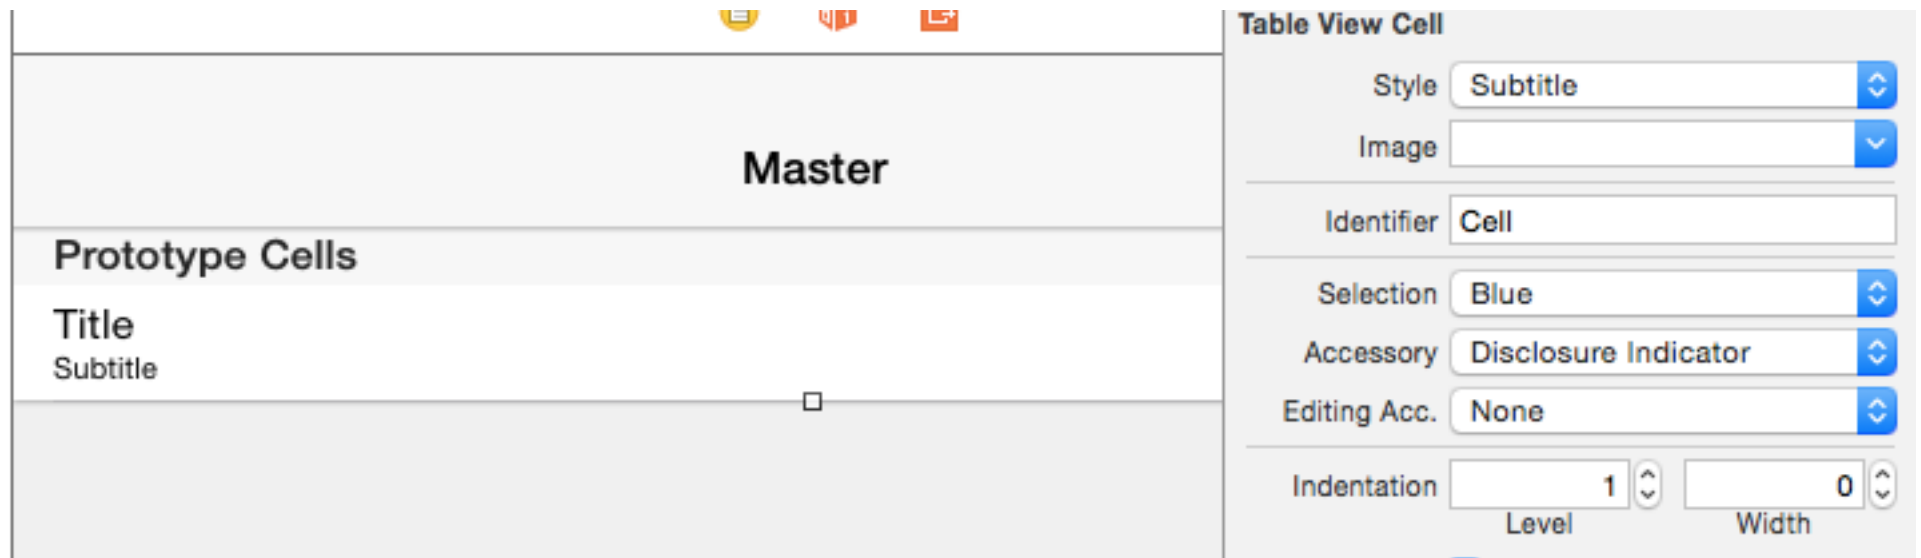 Master
Prototype Cells
Title
Subtitle
Table View Cell
Style Subtitle
Image
Identifier Cell
Selection Blue
Accessory Disclosure Indicator
Editing Acc. None
Indentation 1 0
Level Width